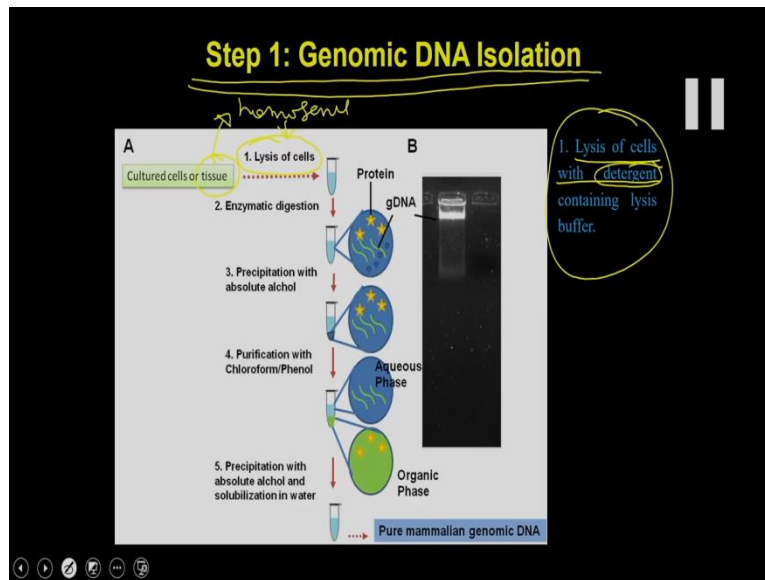 Step 1: Genomic DNA Isolation
A
Cultured cells or tissue
1. Lysis of cells
2. Enzymatic digestion
3. Precipitation with
absolute alchol
4. Purification with
Chloroform/Phenol
5. Precipitation with
absolute alchol and
solubilization in water
Protein
gDNA
Aqueous
Phase
Organic
Phase
Pure mammalian genomic DNA
B
1. Lysis of cells
with detergent
containing lysis
buffer.